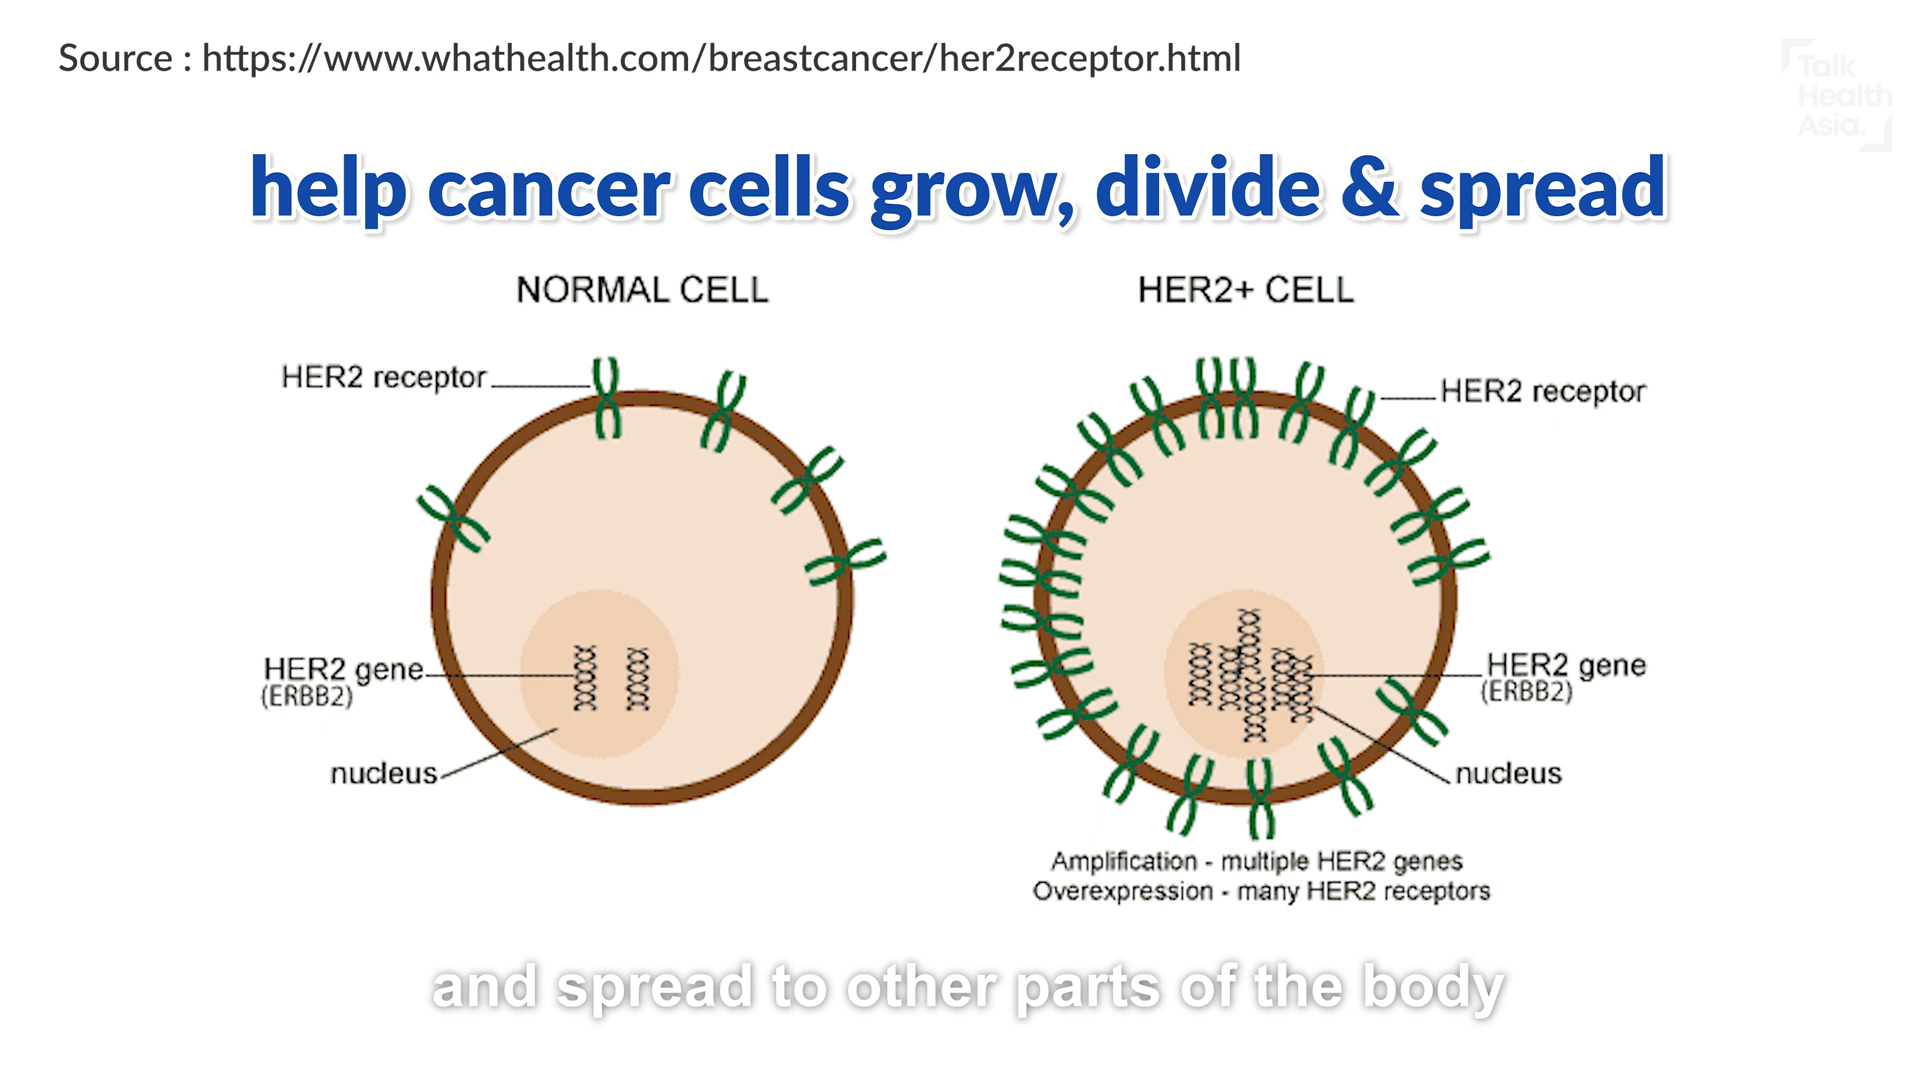 Source : https://www.whathealth.com/breastcancer/her2receptor.html
Talk
Health
Asia.
help cancer cells grow, divide & spread
NORMAL CELL
HER2+ CELL
HER2 receptor
HER2 receptor
HER2 gene
(ERBB2)
HER2 gene
(ERBB2)
nucleus
nucleus
Amplification - multiple HER2 genes
Overexpression - many HER2 receptors
and spread to other parts of the body